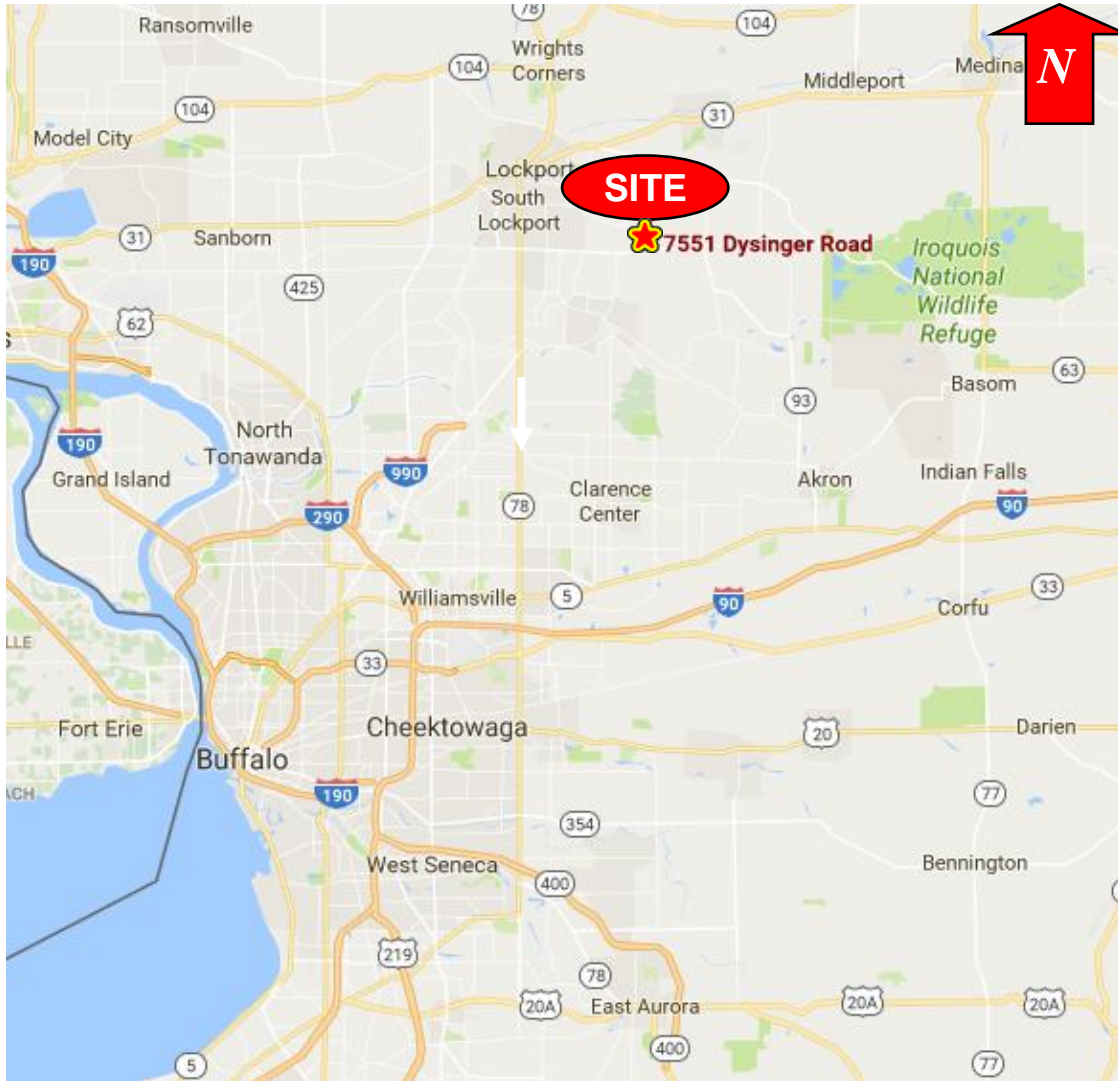 78
104
Ransomville
Wrights
Corners
104
Middleport
Medina
N
104
31
Model City
Lockport
SITE
South
Lockport
31
Sanborn
7551 Dysinger Road
Iroquois
National
Wildlife
Refuge
190
425
62
63
Basom
93
North
Tonawanda
190
Grand Island
990
Clarence
Center
Akron
Indian Falls
90
78
290
Williamsville
5
90
33
Corfu
LLE
33
Fort Erie
Cheektowaga
20
Darien
Buffalo
190
ACH
77
354
West Seneca
400
Bennington
219
78
20A
East Aurora
20A
20A
400
5
77